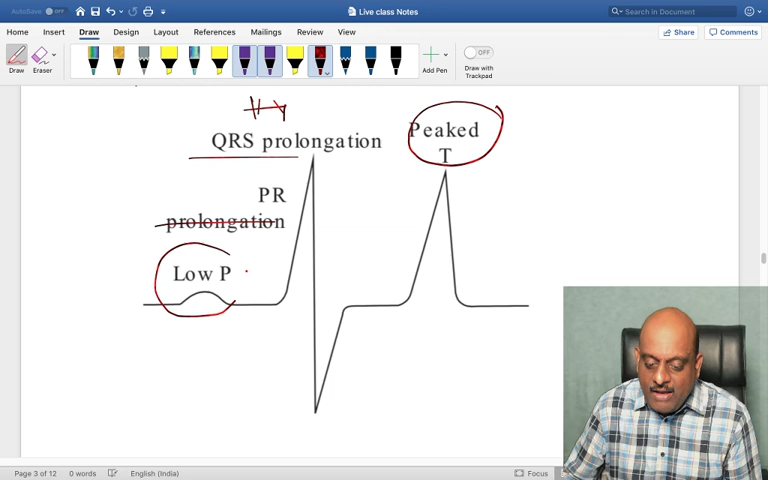 AutoSave OFF
Live class Notes
Search in Document
Home Insert Draw Design Layout References Mailings Review View
Share Comments
Draw Eraser Add Pen
OFF
Draw with
Trackpad
QRS prolongation
Peaked
T
PR
prolongation
Low P
Page 3 of 12 0 words English (India) Focus